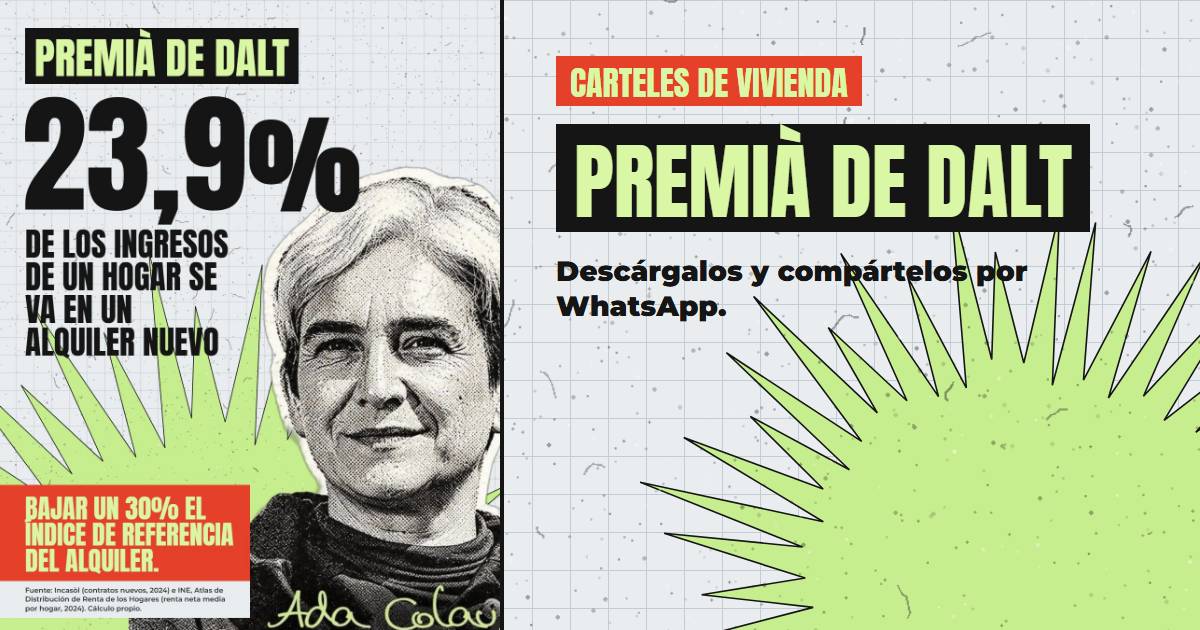 PREMIÀ DE DALT
23,9%
DE LOS INGRESOS
DE UN HOGAR SE
VA EN UN
ALQUILER NUEVO
BAJAR UN 30% EL
ÍNDICE DE REFERENCIA
DEL ALQUILER.
Fuente: Incasòl (contratos nuevos, 2024) e INE, Atlas de
Distribución de Renta de los Hogares (renta neta media
por hogar, 2024). Cálculo propio.
Ada Colau
CARTELES DE VIVIENDA
PREMIÀ DE DALT
Descárgalos y compártelos por
WhatsApp.